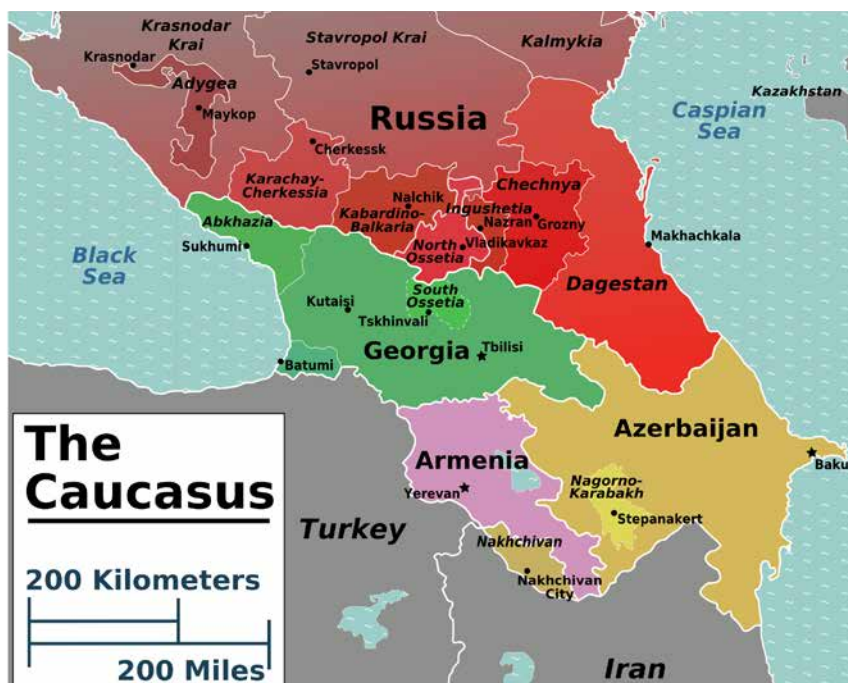 Krasnodar
Krai
Stavropol Krai
Kalmykia
Krasnodar
Stavropol
Adygea
Kazakhstan
Maykop
Russia
Caspian
Sea
Cherkessk
Karachay-
Cherkessia
Chechnya
Nalchik
Kabardino-
Balkaria
Ingushetia
Nazran
Grozny
Abkhazia
Sukhumi
North
Ossetia
Vladikavkaz
Makhachkala
Black
Sea
South
Ossetia
Dagestan
Kutaisi
Tskhinvali
Georgia
Tbilisi
Batumi
The
Caucasus
Azerbaijan
Armenia
Baku
Nagorno-
Karabakh
Yerevan
Stepanakert
Turkey
Nakhchivan
Nakhchivan
City
200 Kilometers
200 Miles
Iran